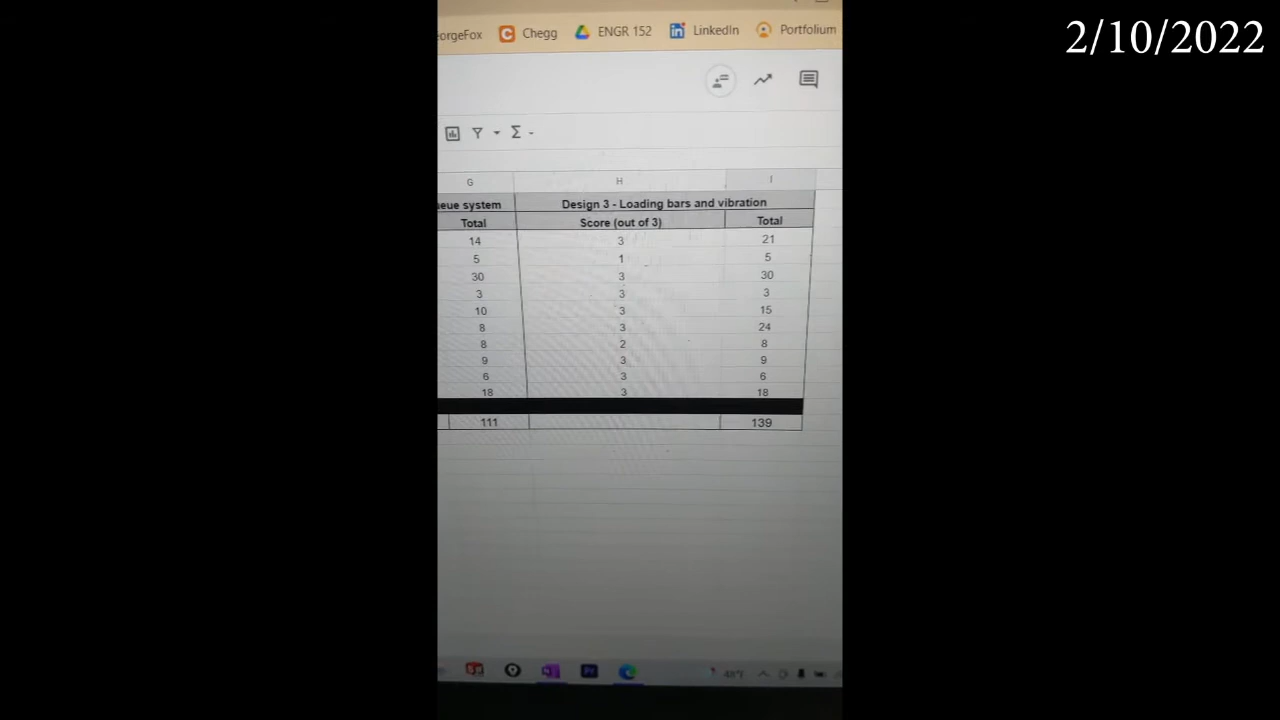 2/10/2022
orgeFox Chegg ENGR 152 LinkedIn Portfolium
G H I
eue system Design 3 - Loading bars and vibration
Total Score (out of 3) Total
14 3 21
5 1 5
30 3 30
3 3 3
10 3 15
8 3 24
8 2 8
9 3 9
6 3 6
18 3 18
111 139
48°F